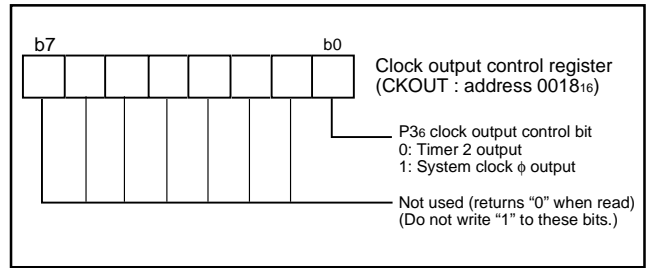 b7 b0
Clock output control register
(CKOUT : address 0018₁₆)
P3₆ clock output control bit
0: Timer 2 output
1: System clock ϕ output
Not used (returns “0” when read)
(Do not write “1” to these bits.)